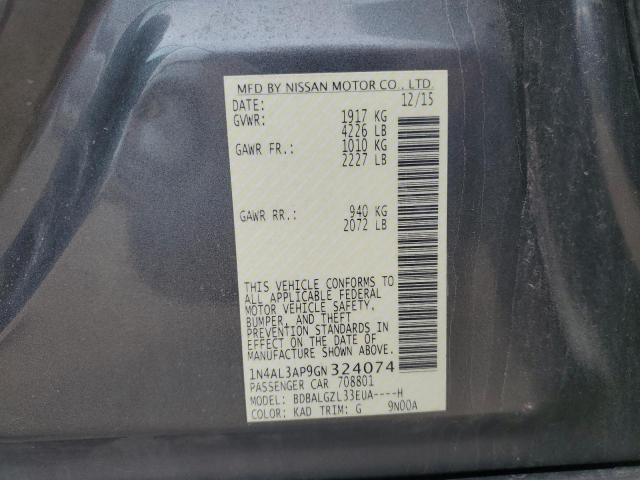 MFD BY NISSAN MOTOR CO., LTD
DATE: 12/15
GVWR: 1917 KG
4226 LB
GAWR FR.: 1010 KG
2227 LB
GAWR RR.: 940 KG
2072 LB
THIS VEHICLE CONFORMS TO
ALL APPLICABLE FEDERAL
MOTOR VEHICLE SAFETY,
BUMPER, AND THEFT
PREVENTION STANDARDS IN
EFFECT ON THE DATE OF
MANUFACTURE SHOWN ABOVE.
1N4AL3AP9GN324074
PASSENGER CAR 708801
MODEL: BDBALGZL33EUA----H
COLOR: KAD TRIM: G 9N00A